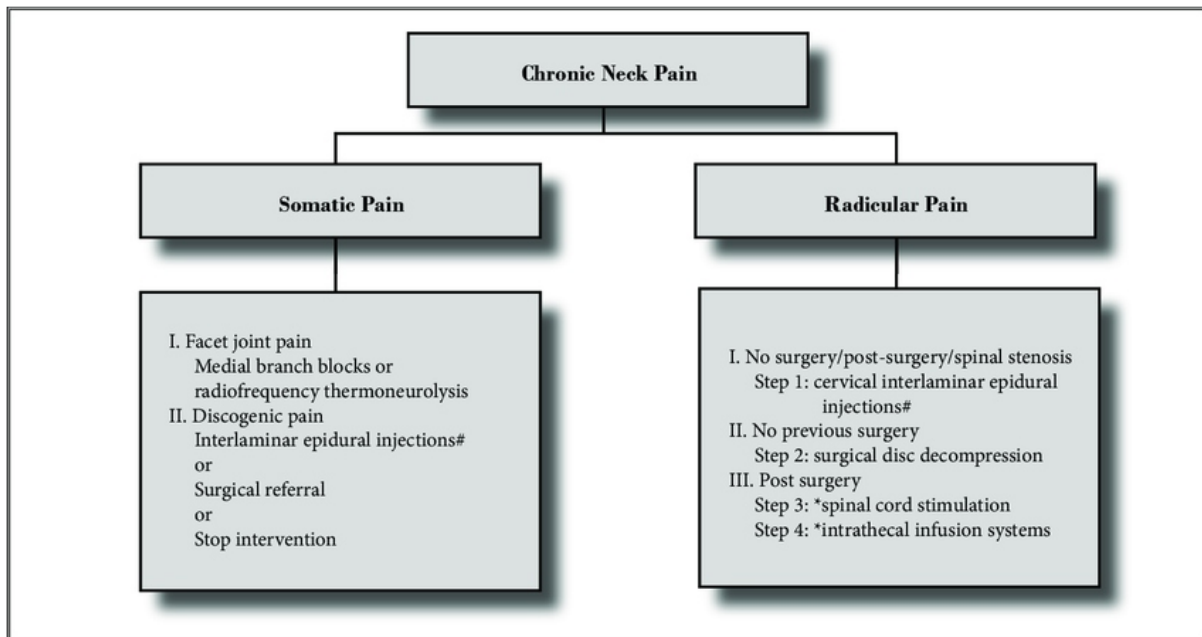 Chronic Neck Pain
Somatic Pain
Radicular Pain
I. Facet joint pain
Medial branch blocks or
radiofrequency thermoneurolysis
II. Discogenic pain
Interlaminar epidural injections#
or
Surgical referral
or
Stop intervention
I. No surgery/post-surgery/spinal stenosis
Step 1: cervical interlaminar epidural
injections#
II. No previous surgery
Step 2: surgical disc decompression
III. Post surgery
Step 3: *spinal cord stimulation
Step 4: *intrathecal infusion systems